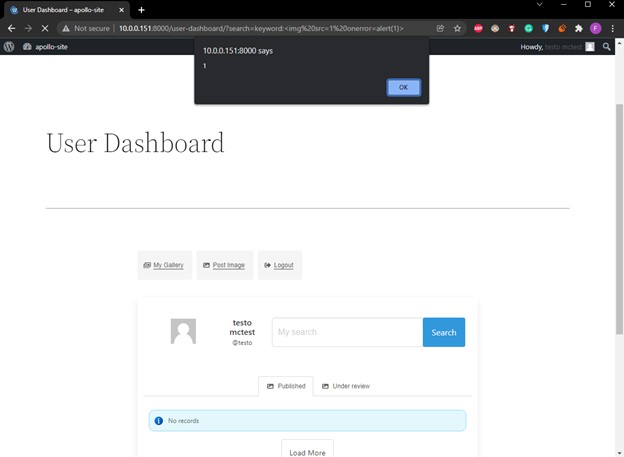 User Dashboard – apollo-site
Not secure | 10.0.0.151:8000/user-dashboard/?search=keyword:<img%20src=1%20onerror=alert(1)>
apollo-site
Howdy, testo mctest
10.0.0.151:8000 says
1
OK
User Dashboard
My Gallery
Post Image
Logout
testo
mctest
@testo
My search
Search
Published
Under review
No records
Load More